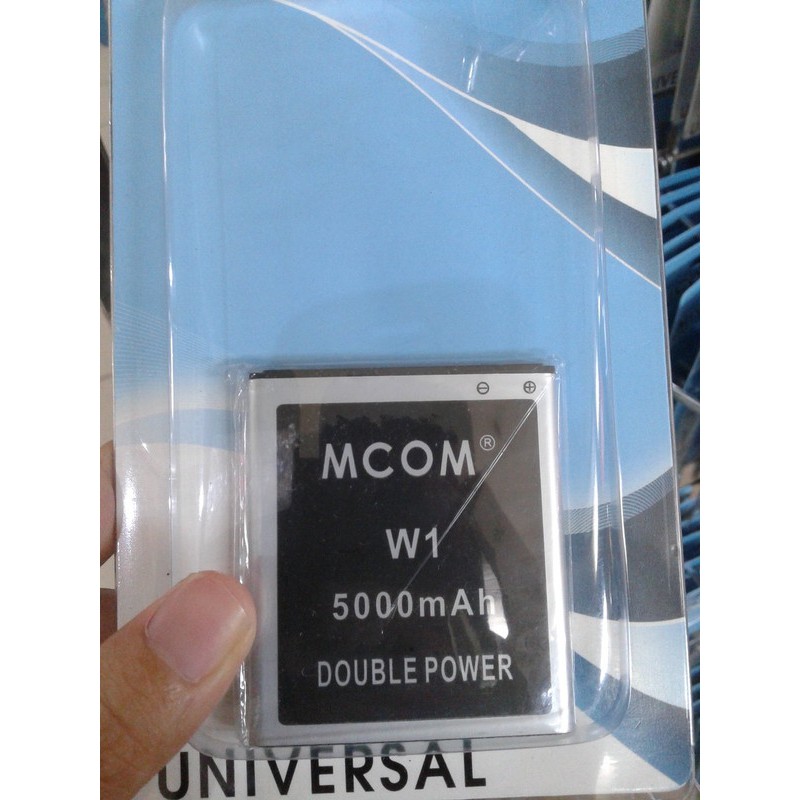 ⊖ ⊕
MCOM®
W1
5000mAh
DOUBLE POWER
UNIVERSAL